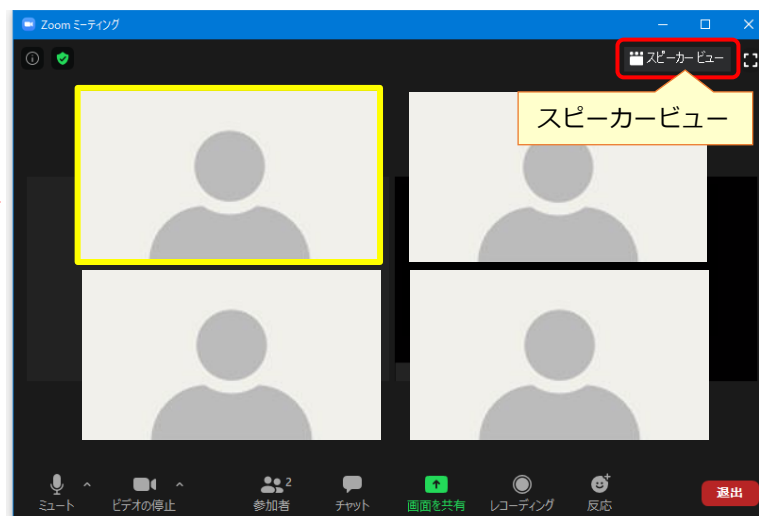 Zoom ミーティング
スピーカー ビュー
スピーカービュー
ミュート
ビデオの停止
2
参加者
チャット
画面を共有
レコーディング
反応
退出